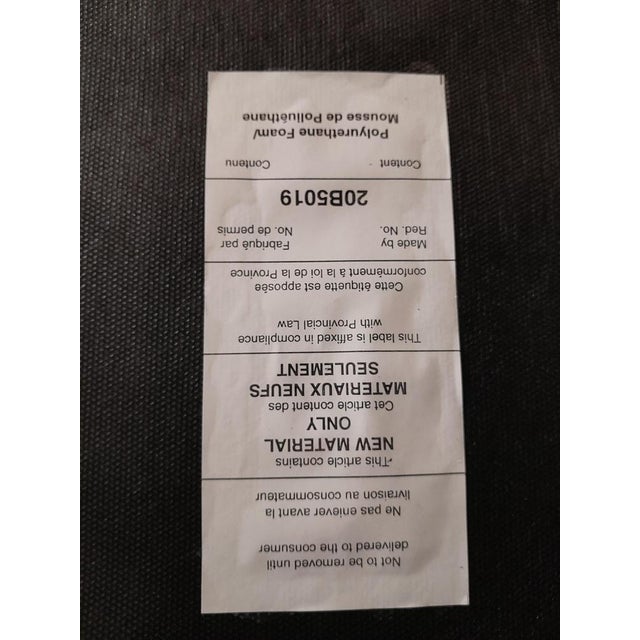 Not to be removed until
delivered to the consumer
Ne pas enlever avant la
livraison au consommateur
This article contains
NEW MATERIAL
ONLY
Cet article content des
MATERIAUX NEUFS
SEULEMENT
This label is affixed in compliance
with Provincial Law
Cette étiquette est apposée
conformément à la loi de la Province
Made by Fabriqué par
Red. No. No. de permis
20B5019
Content Contenu
Polyurethane Foam/
Mousse de Polluéthane